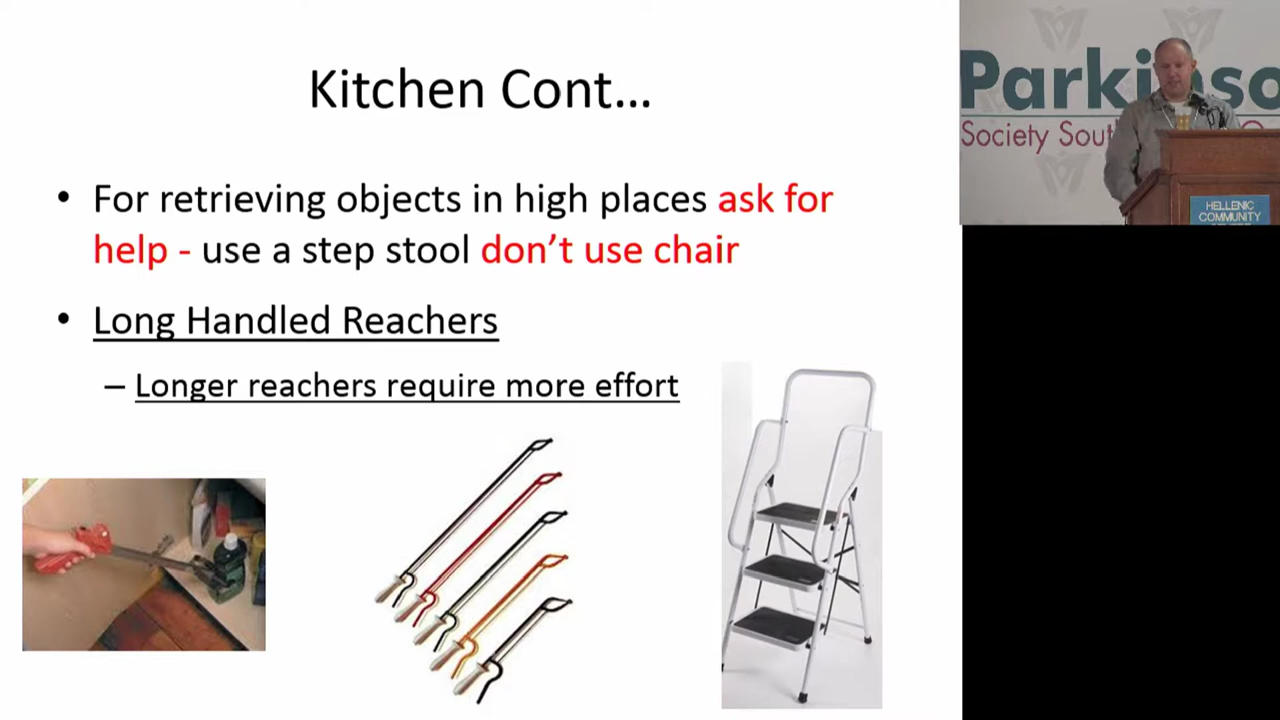 Kitchen Cont...
• For retrieving objects in high places ask for
help - use a step stool don't use chair
• Long Handled Reachers
– Longer reachers require more effort
Parkinso
Society Sout
HELLENIC
COMMUNITY